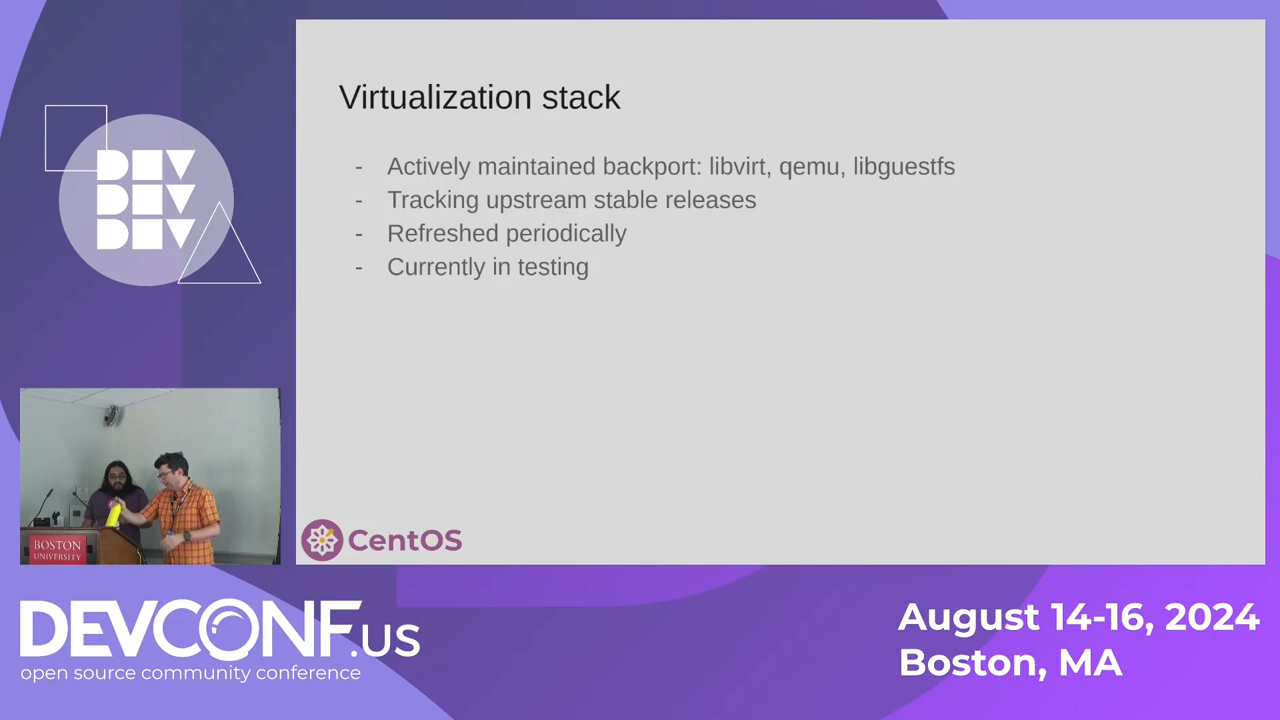 DEV
DEV
DEV
Virtualization stack
- Actively maintained backport: libvirt, qemu, libguestfs
- Tracking upstream stable releases
- Refreshed periodically
- Currently in testing
CentOS
BOSTON
UNIVERSITY
DEVCONF.US
open source community conference
August 14-16, 2024
Boston, MA